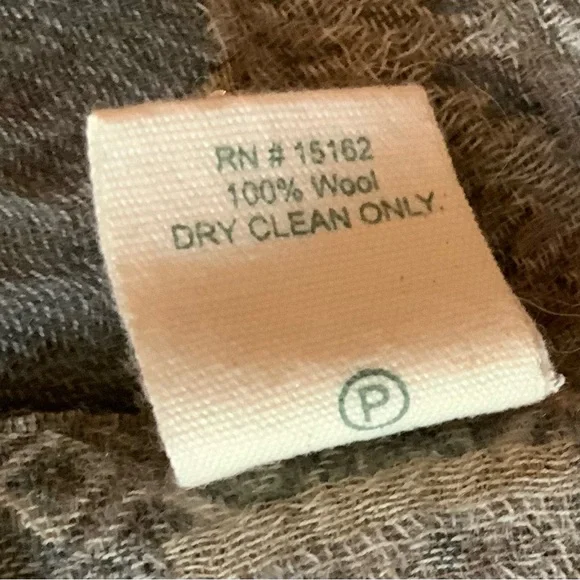 RN # 15162
100% Wool
DRY CLEAN ONLY.
P